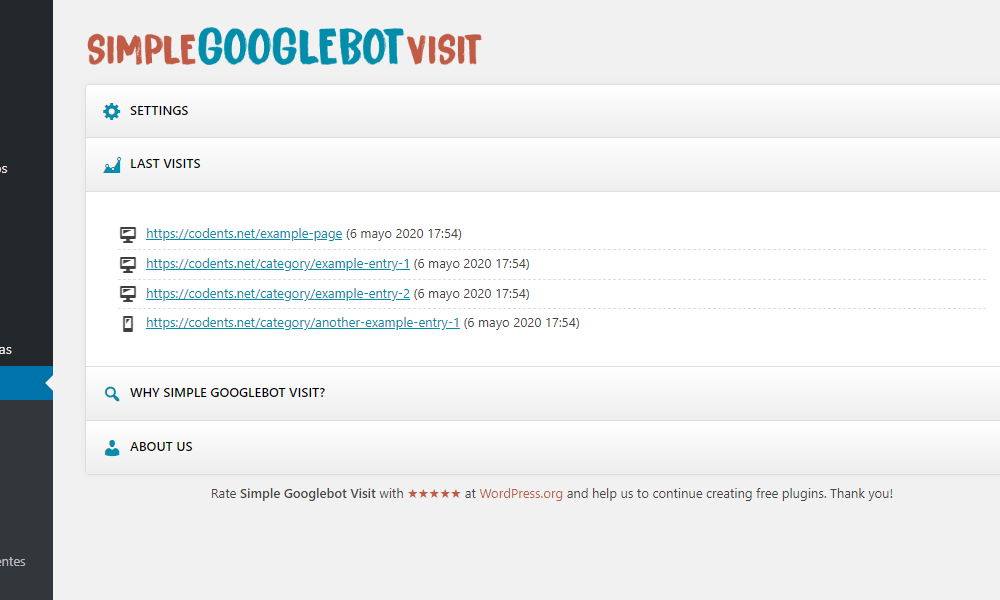 SIMPLE GOOGLEBOT VISIT
SETTINGS
LAST VISITS
os
https://codents.net/example-page (6 mayo 2020 17:54)
https://codents.net/category/example-entry-1 (6 mayo 2020 17:54)
https://codents.net/category/example-entry-2 (6 mayo 2020 17:54)
https://codents.net/category/another-example-entry-1 (6 mayo 2020 17:54)
as
WHY SIMPLE GOOGLEBOT VISIT?
ABOUT US
Rate Simple Googlebot Visit with ★★★★★ at WordPress.org and help us to continue creating free plugins. Thank you!
entes